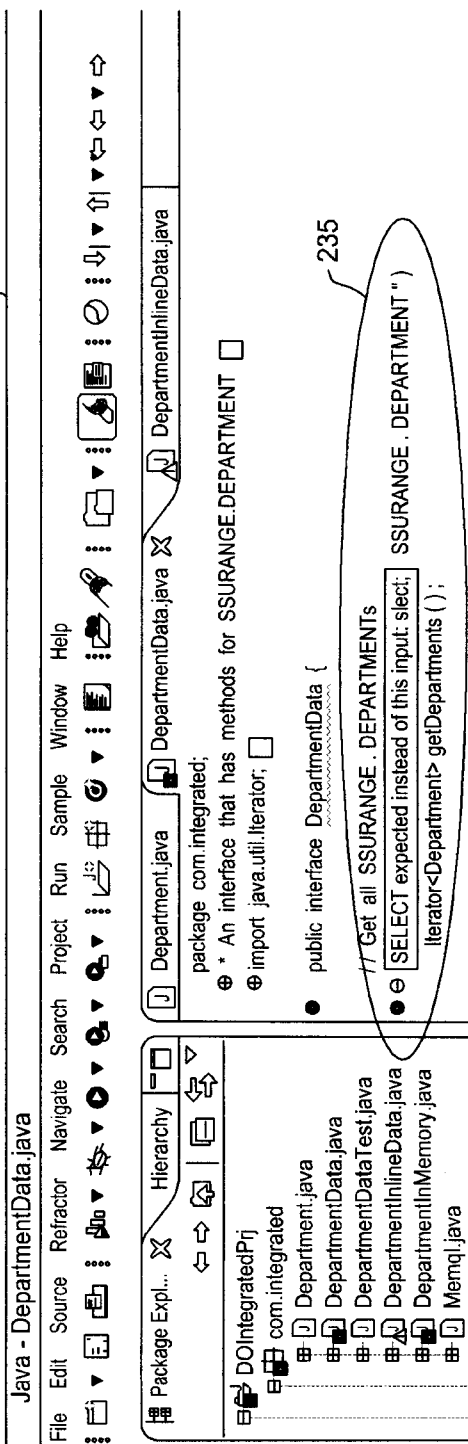 Java - DepartmentData.java
File Edit Source Refractor Navigate Search Project Run Sample Window Help
Package Expl... Hierarchy
DOIntegratedPrj
com.integrated
Department.java
DepartmentData.java
DepartmentDataTest.java
DepartmentInlineData.java
DepartmentInMemory.java
Memql.java
Department.java DepartmentData.java DepartmentInlineData.java
package com.integrated;
* An interface that has methods for SSURANGE.DEPARTMENT
import java.util.Iterator;
public interface DepartmentData {
// Get all SSURANGE . DEPARTMENTs
SELECT expected instead of this input: slect; SSURANGE . DEPARTMENT " )
Iterator<Department> getDepartments ( ) ;
235